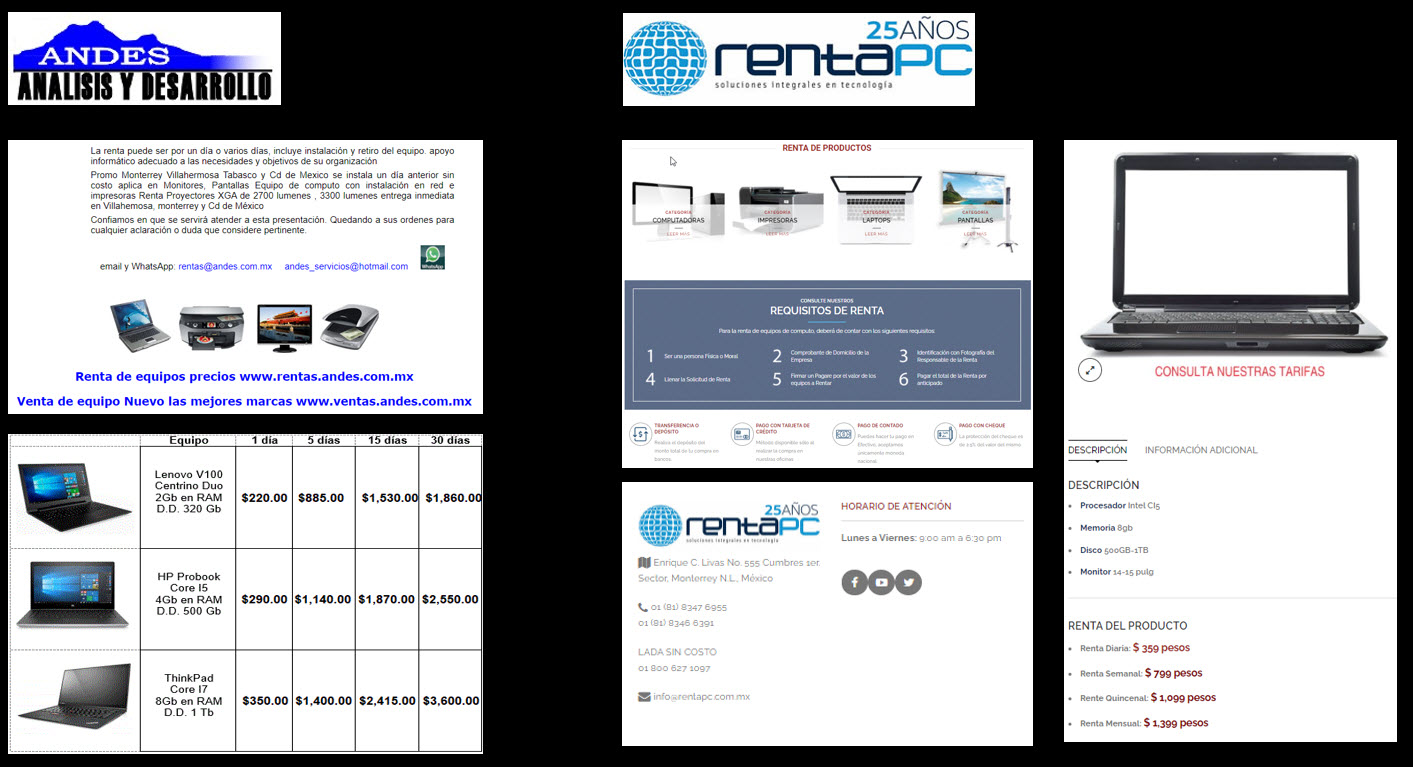 ANDES
ANALISIS Y DESARROLLO
La renta puede ser por un día o varios días, incluye instalación y retiro del equipo. apoyo
informático adecuado a las necesidades y objetivos de su organización
Promo Monterrey Villahermosa Tabasco y Cd de Mexico se instala un día anterior sin
costo aplica en Monitores, Pantallas Equipo de computo con instalación en red e
impresoras Renta Proyectores XGA de 2700 lumenes , 3300 lumenes entrega inmediata
en Villahemosa, monterrey y Cd de México
Confiamos en que se servirá atender a esta presentación. Quedando a sus ordenes para
cualquier aclaración o duda que considere pertinente.
email y WhatsApp: rentas@andes.com.mx andes_servicios@hotmail.com
WhatsApp
Renta de equipos precios www.rentas.andes.com.mx
Venta de equipo Nuevo las mejores marcas www.ventas.andes.com.mx
Equipo 1 día 5 días 15 días 30 días
Lenovo V100
Centrino Duo
2Gb en RAM
D.D. 320 Gb
$220.00 $885.00 $1,530.00 $1,860.00
HP Probook
Core I5
4Gb en RAM
D.D. 500 Gb
$290.00 $1,140.00 $1,870.00 $2,550.00
ThinkPad
Core I7
8Gb en RAM
D.D. 1 Tb
$350.00 $1,400.00 $2,415.00 $3,600.00
25AÑOS
rentaPC
soluciones integrales en tecnología
RENTA DE PRODUCTOS
CATEGORÍA
COMPUTADORAS
LEER MÁS
CATEGORÍA
IMPRESORAS
LEER MÁS
CATEGORÍA
LAPTOPS
LEER MÁS
CATEGORÍA
PANTALLAS
LEER MÁS
CONSULTE NUESTROS
REQUISITOS DE RENTA
Para la renta de equipos de computo, deberá de contar con los siguientes requisitos
1 Ser una persona Física o Moral
2 Comprobante de Domicilio de la
Empresa
3 Identificación con Fotografía del
Responsable de la Renta
4 Llenar la Solicitud de Renta
5 Firmar un Pagare por el valor de los
equipos a Rentar
6 Pagar el total de la Renta por
anticipado
TRANSFERENCIA O
DEPÓSITO
Realiza el depósito del
monto total de tu compra en
bancos.
PAGO CON TARJETA DE
CRÉDITO
Método disponible sólo al
realizar la compra en
nuestras oficinas
PAGO DE CONTADO
Puedes hacer tu pago en
Efectivo, aceptamos
únicamente moneda
nacional
PAGO CON CHEQUE
La protección del cheque es
del valor del mismo.
25AÑOS
rentaPC
soluciones integrales en tecnología
Enrique C. Livas No. 555 Cumbres 1er.
Sector, Monterrey N.L., México
01 (81) 8347 6955
01 (81) 8346 6391
LADA SIN COSTO
01 800 627 1097
info@rentapc.com.mx
HORARIO DE ATENCIÓN
Lunes a Viernes: 9:00 am a 6:30 pm
CONSULTA NUESTRAS TARIFAS
DESCRIPCIÓN INFORMACIÓN ADICIONAL
DESCRIPCIÓN
Procesador Intel CI5
Memoria 8gb
Disco 500GB-1TB
Monitor 14-15 pulg
RENTA DEL PRODUCTO
Renta Diaria: $ 359 pesos
Renta Semanal: $ 799 pesos
Rente Quincenal: $ 1,099 pesos
Renta Mensual: $ 1,399 pesos